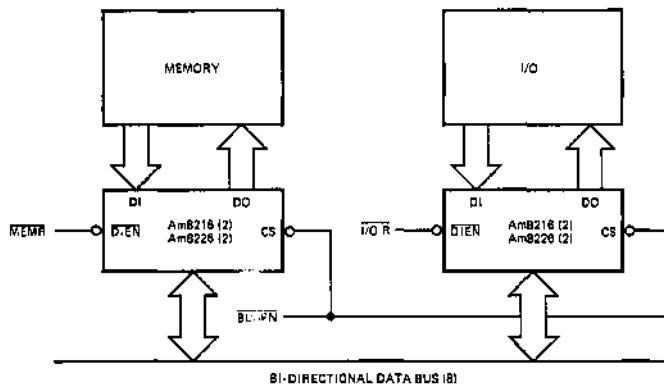 MEMORY
I/O
DI
DO
DI
DO
MEMR
DIEN
Am8216 (2)
Am8226 (2)
CS
I/O R
DIEN
Am8216 (2)
Am8226 (2)
CS
BI-DIRECTIONAL DATA BUS (8)